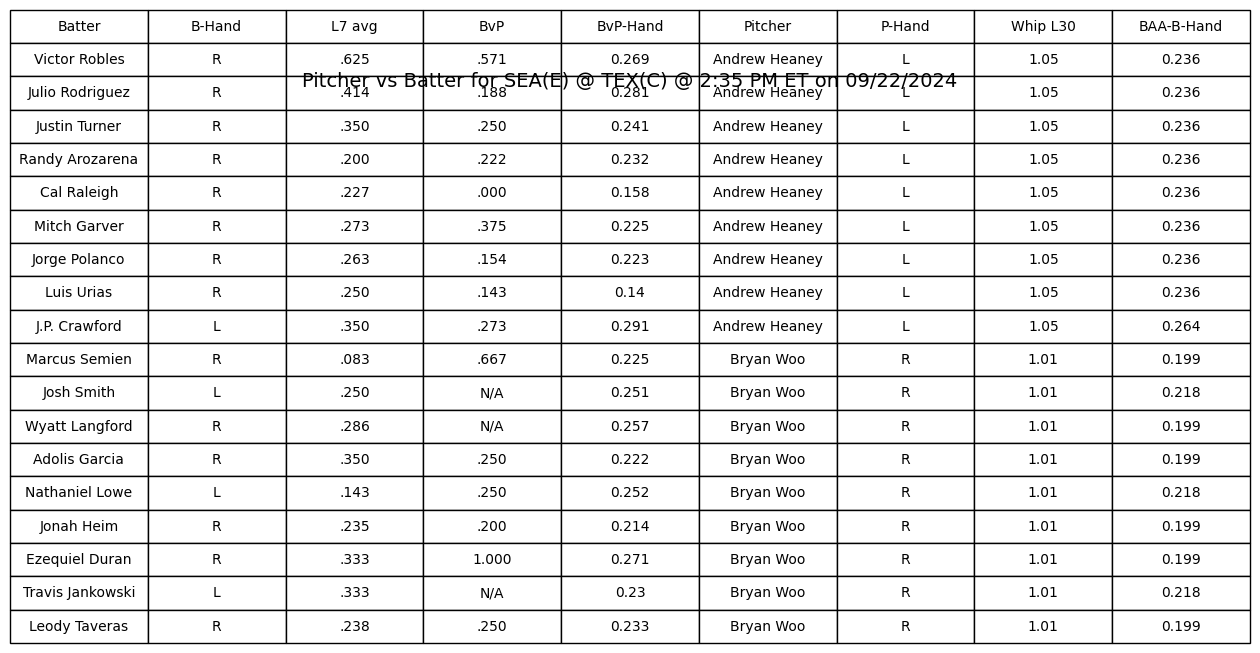 Batter B-Hand L7 avg BvP BvP-Hand Pitcher P-Hand Whip L30 BAA-B-Hand
Victor Robles R .625 .571 0.269 Andrew Heaney L 1.05 0.236
Pitcher vs Batter for SEA(E) @ TEX(C) @ 2:35 PM ET on 09/22/2024
Julio Rodriguez R .414 .188 0.281 Andrew Heaney L 1.05 0.236
Justin Turner R .350 .250 0.241 Andrew Heaney L 1.05 0.236
Randy Arozarena R .200 .222 0.232 Andrew Heaney L 1.05 0.236
Cal Raleigh R .227 .000 0.158 Andrew Heaney L 1.05 0.236
Mitch Garver R .273 .375 0.225 Andrew Heaney L 1.05 0.236
Jorge Polanco R .263 .154 0.223 Andrew Heaney L 1.05 0.236
Luis Urias R .250 .143 0.14 Andrew Heaney L 1.05 0.236
J.P. Crawford L .350 .273 0.291 Andrew Heaney L 1.05 0.264
Marcus Semien R .083 .667 0.225 Bryan Woo R 1.01 0.199
Josh Smith L .250 N/A 0.251 Bryan Woo R 1.01 0.218
Wyatt Langford R .286 N/A 0.257 Bryan Woo R 1.01 0.199
Adolis Garcia R .350 .250 0.222 Bryan Woo R 1.01 0.199
Nathaniel Lowe L .143 .250 0.252 Bryan Woo R 1.01 0.218
Jonah Heim R .235 .200 0.214 Bryan Woo R 1.01 0.199
Ezequiel Duran R .333 1.000 0.271 Bryan Woo R 1.01 0.199
Travis Jankowski L .333 N/A 0.23 Bryan Woo R 1.01 0.218
Leody Taveras R .238 .250 0.233 Bryan Woo R 1.01 0.199